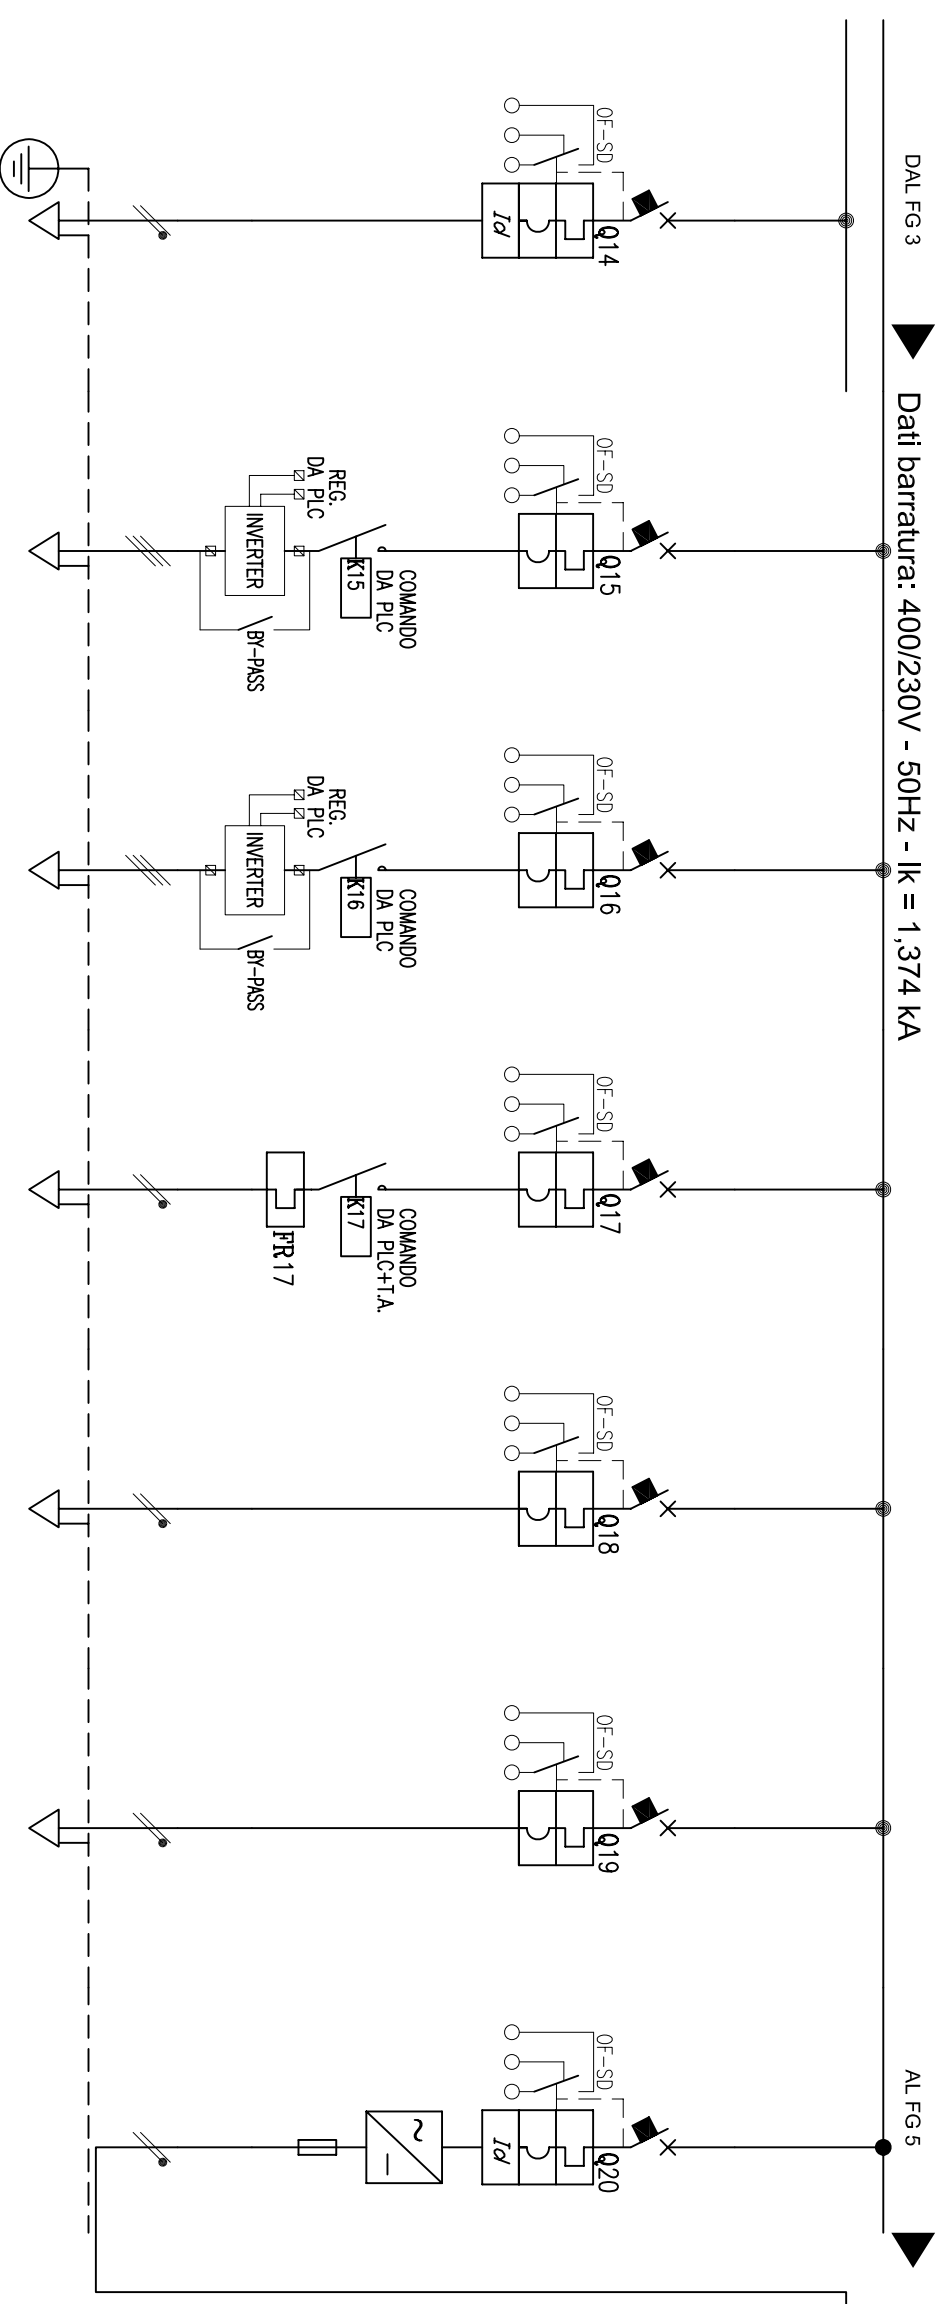 DAL FG 3
Dati barratura: 400/230V - 50Hz - Ik = 1,374 kA
AL FG 5
OF-SD
Q14
Id
OF-SD
Q15
COMANDO
DA PLC
K15
REG.
DA PLC
INVERTER
BY-PASS
OF-SD
Q16
COMANDO
DA PLC
K16
REG.
DA PLC
INVERTER
BY-PASS
OF-SD
Q17
COMANDO
DA PLC+T.A.
K17
FR17
OF-SD
Q18
OF-SD
Q19
OF-SD
Q20
Id
~